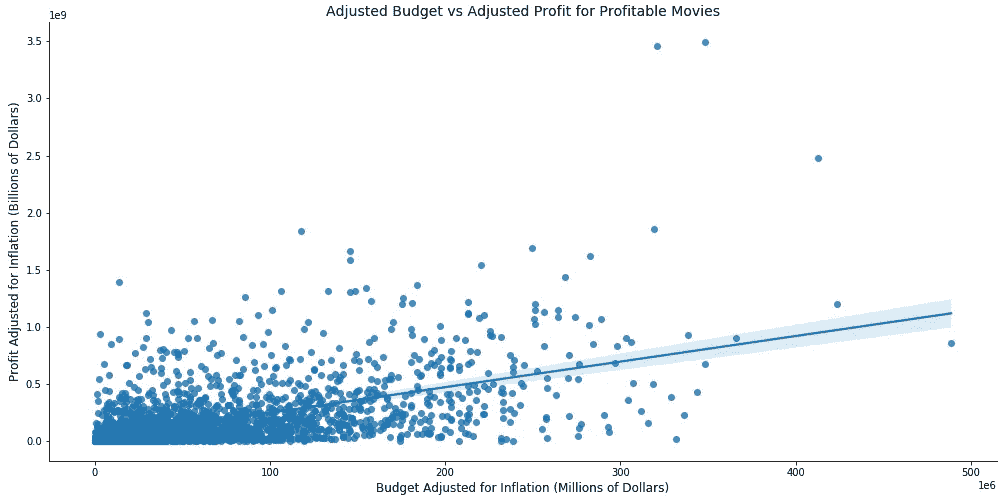 Adjusted Budget vs Adjusted Profit for Profitable Movies
1e9
3.5
3.0
2.5
2.0
1.5
1.0
0.5
0.0
Profit Adjusted for Inflation (Billions of Dollars)
0 100 200 300 400 500
1e6
Budget Adjusted for Inflation (Millions of Dollars)